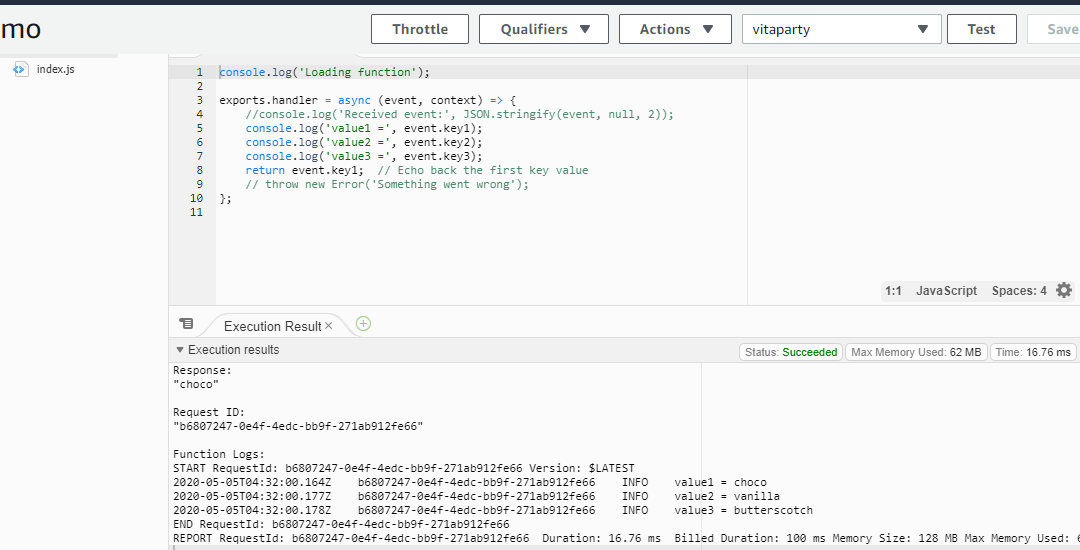 mo
Throttle Qualifiers Actions vitaparty Test Save
index.js
1 console.log('Loading function');
2
3 exports.handler = async (event, context) => {
4 //console.log('Received event:', JSON.stringify(event, null, 2));
5 console.log('value1 =', event.key1);
6 console.log('value2 =', event.key2);
7 console.log('value3 =', event.key3);
8 return event.key1;  // Echo back the first key value
9 // throw new Error('Something went wrong');
10 };
11
1:1 JavaScript Spaces: 4
Execution Result ×
Execution results Status: Succeeded Max Memory Used: 62 MB Time: 16.76 ms
Response:
"choco"
Request ID:
"b6807247-0e4f-4edc-bb9f-271ab912fe66"
Function Logs:
START RequestId: b6807247-0e4f-4edc-bb9f-271ab912fe66 Version: $LATEST
2020-05-05T04:32:00.164Z b6807247-0e4f-4edc-bb9f-271ab912fe66 INFO value1 = choco
2020-05-05T04:32:00.177Z b6807247-0e4f-4edc-bb9f-271ab912fe66 INFO value2 = vanilla
2020-05-05T04:32:00.178Z b6807247-0e4f-4edc-bb9f-271ab912fe66 INFO value3 = butterscotch
END RequestId: b6807247-0e4f-4edc-bb9f-271ab912fe66
REPORT RequestId: b6807247-0e4f-4edc-bb9f-271ab912fe66 Duration: 16.76 ms Billed Duration: 100 ms Memory Size: 128 MB Max Memory Used: